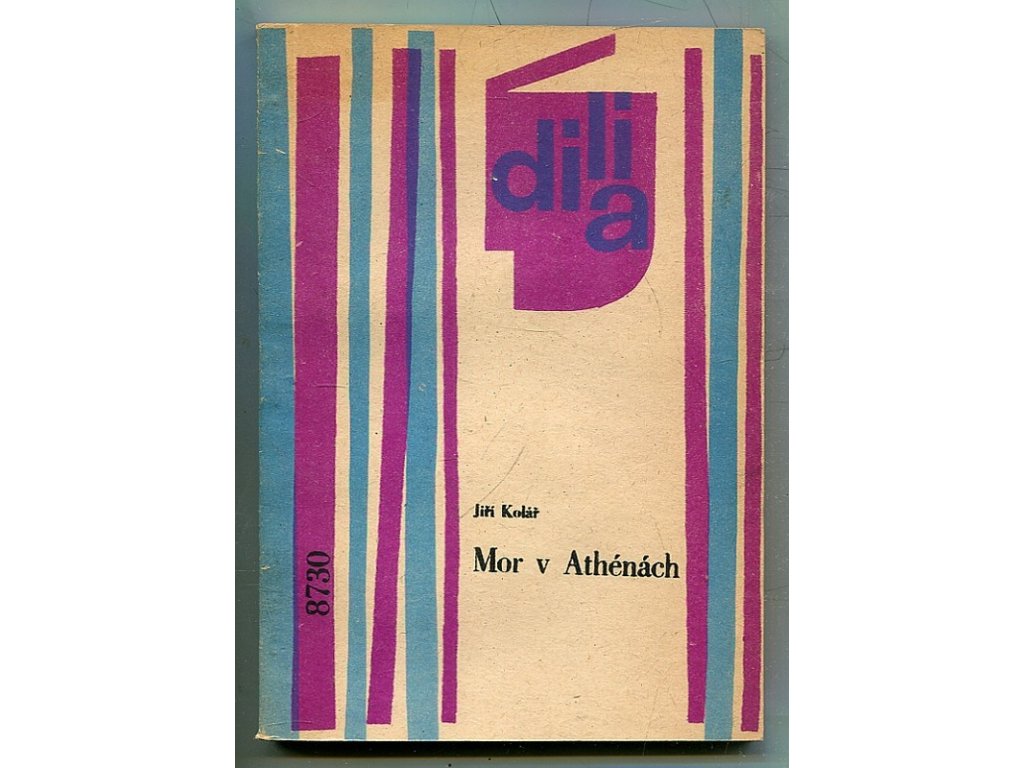 dilia
Jiří Kolář
Mor v Athénách
8730